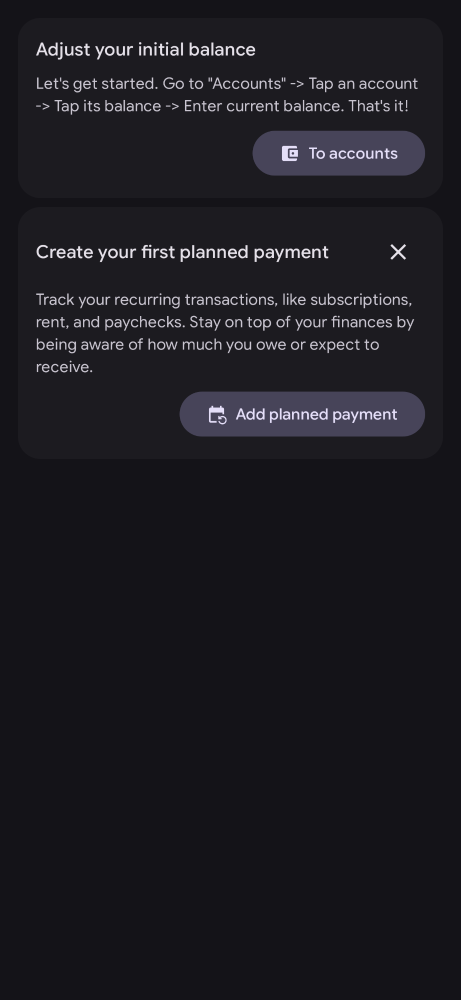 Adjust your initial balance
Let's get started. Go to "Accounts" -> Tap an account
-> Tap its balance -> Enter current balance. That's it!
To accounts
Create your first planned payment
Track your recurring transactions, like subscriptions,
rent, and paychecks. Stay on top of your finances by
being aware of how much you owe or expect to
receive.
Add planned payment